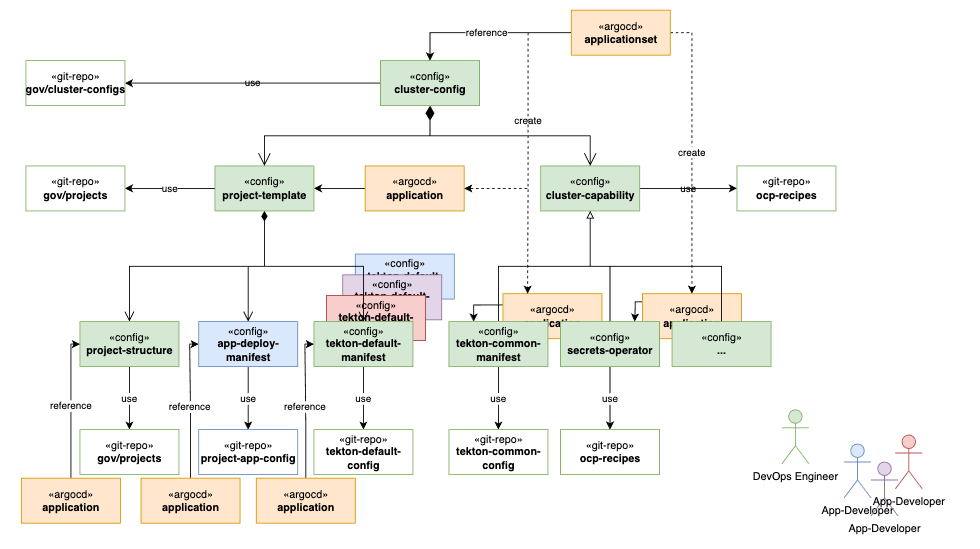 «argocd»
applicationset
reference
«git-repo»
gov/cluster-configs
use
«config»
cluster-config
create
create
«git-repo»
gov/projects
use
«config»
project-template
«argocd»
application
«config»
cluster-capability
use
«git-repo»
ocp-recipes
«config»
«config»
tekton-default-
«config»
tekton-default-
«argocd»
«argocd»
«config»
project-structure
«config»
app-deploy-
manifest
«config»
tekton-default-
manifest
«config»
tekton-common-
manifest
«config»
secrets-operator
«config»
...
reference
use
reference
use
reference
use
use
use
«git-repo»
gov/projects
«git-repo»
project-app-config
«git-repo»
tekton-default-
config
«git-repo»
tekton-common-
config
«git-repo»
ocp-recipes
«argocd»
application
«argocd»
application
«argocd»
application
DevOps Engineer
App-Developer
App-Developer
App-Developer